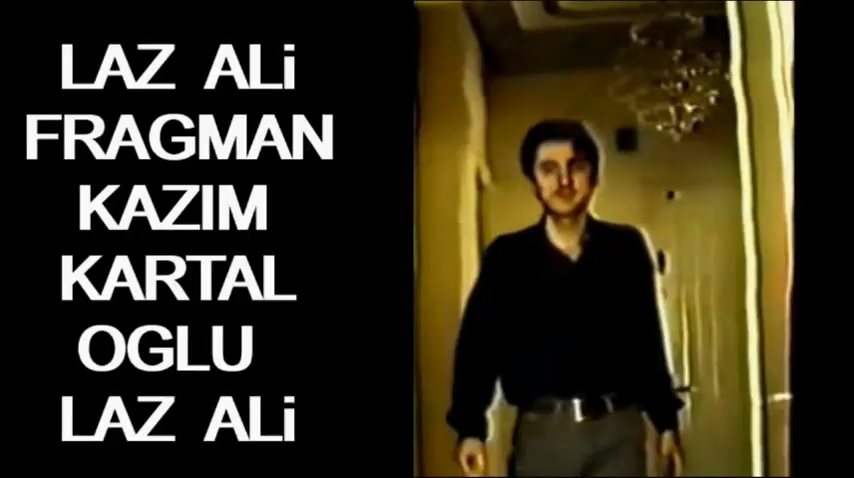 LAZ ALi
FRAGMAN
KAZIM
KARTAL
OGLU
LAZ ALi